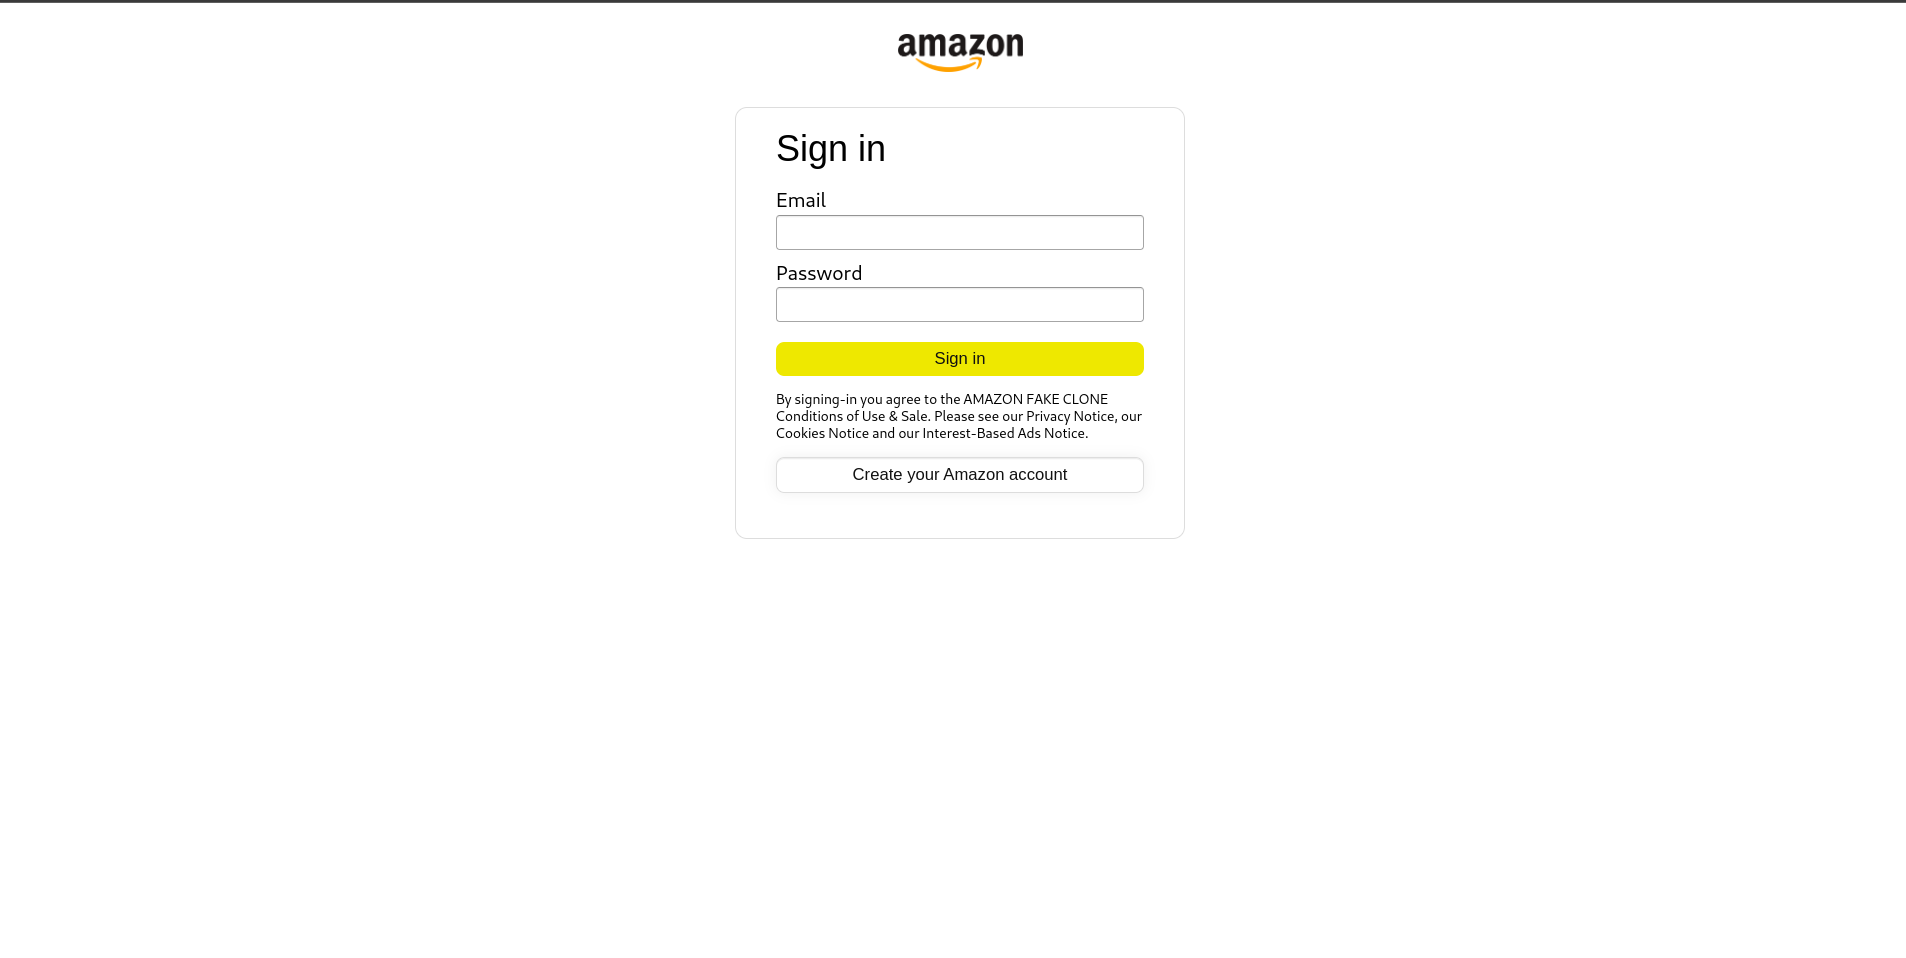 amazon
Sign in
Email
Password
Sign in
By signing-in you agree to the AMAZON FAKE CLONE
Conditions of Use & Sale. Please see our Privacy Notice, our
Cookies Notice and our Interest-Based Ads Notice.
Create your Amazon account